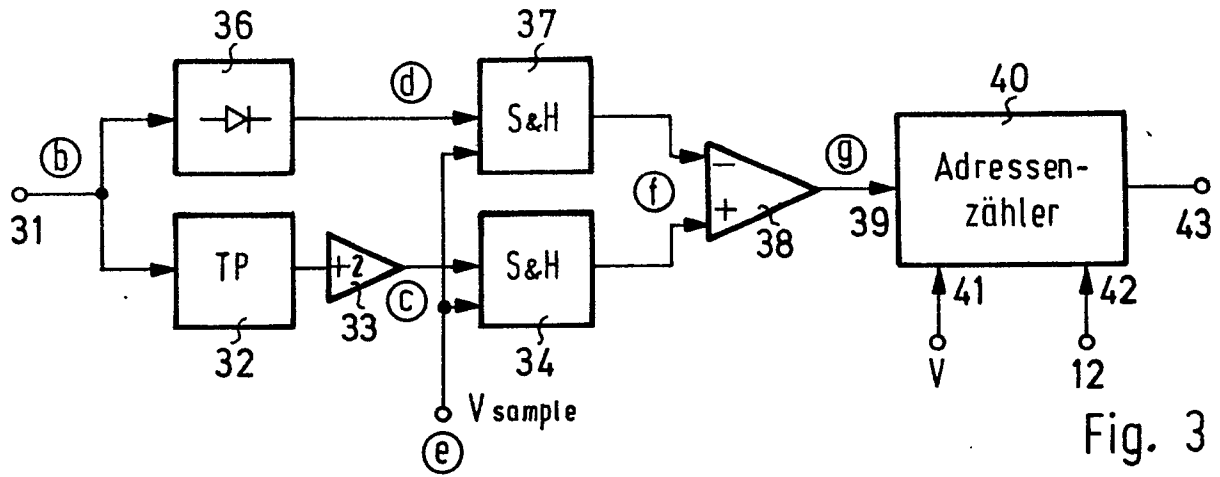 36
37
40
d
S&H
b
g
Adressen-
zähler
f
−
+
31
39
43
38
TP
+2
S&H
c
41
42
33
32
34
V
12
V sample
e
Fig. 3